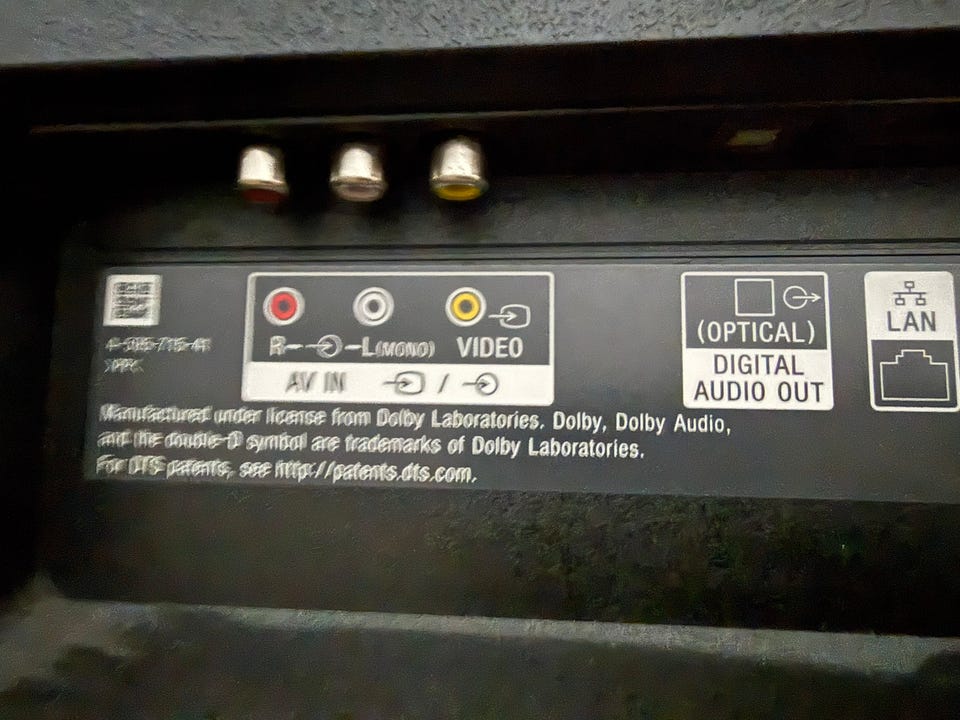 R L(MONO) VIDEO
AV IN /
(OPTICAL)
DIGITAL
AUDIO OUT
LAN
Manufactured under license from Dolby Laboratories. Dolby, Dolby Audio,
and the double-D symbol are trademarks of Dolby Laboratories.
For DTS patents, see http://patents.dts.com.